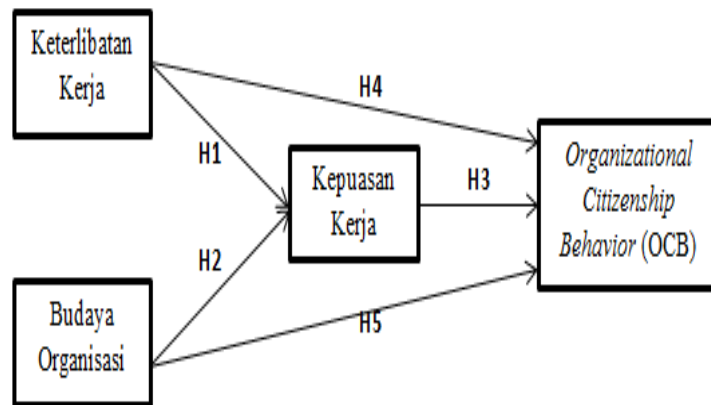 Keterlibatan
Kerja
H4
H1
Kepuasan
Kerja
H3
Organizational
Citizenship
Behavior (OCB)
H2
Budaya
Organisasi
H5